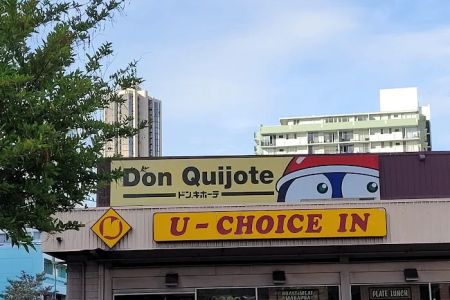 Don Quijote
ドン.キホーテ
U-CHOICE IN
PLATE LUNCH